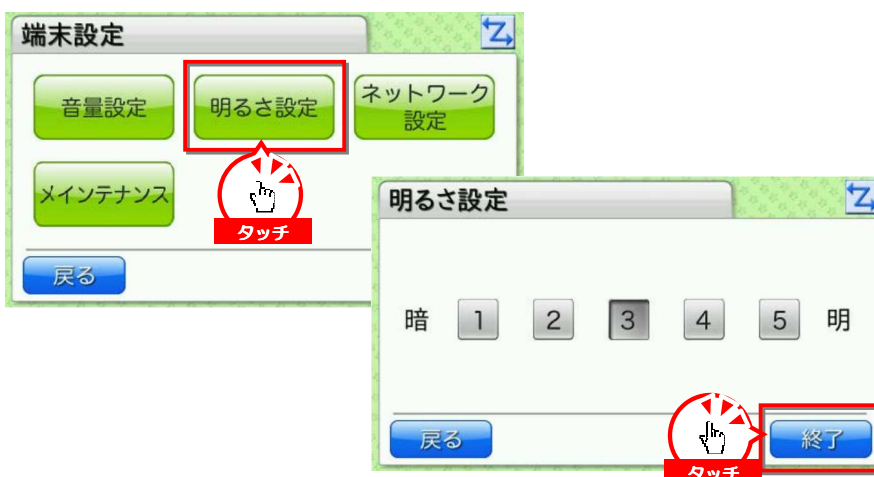 端末設定
音量設定
明るさ設定
ネットワーク
設定
メインテナンス
タッチ
戻る
明るさ設定
暗 1 2 3 4 5 明
戻る
終了
タッチ